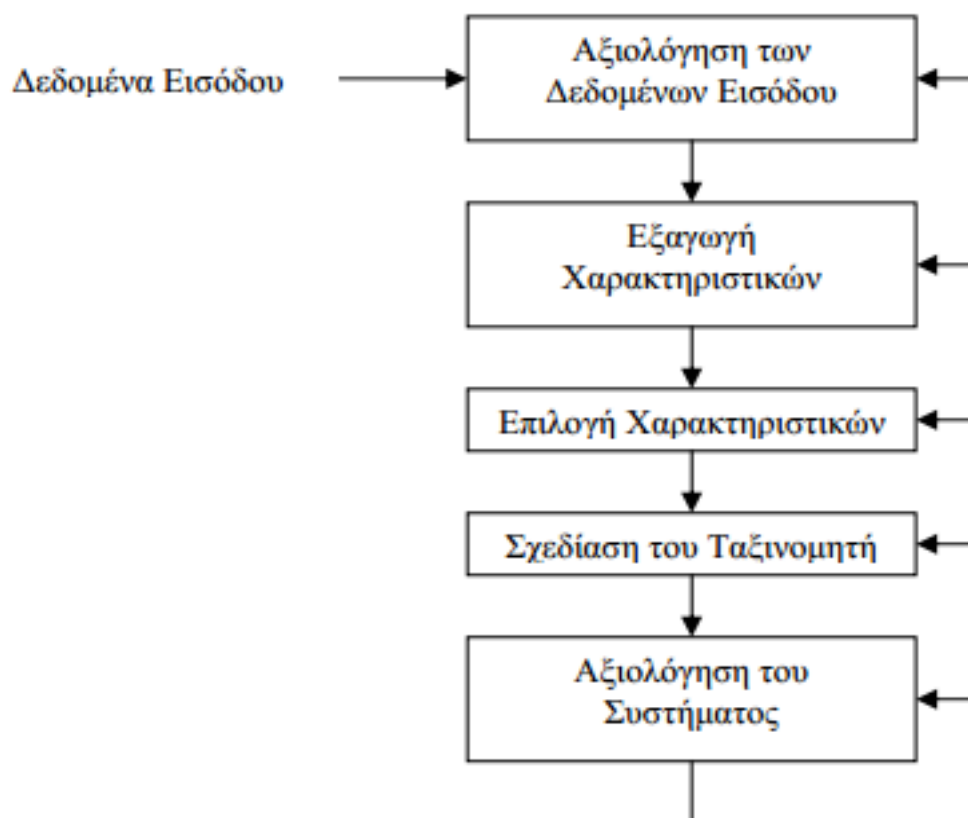 Δεδομένα Εισόδου
Αξιολόγηση των
Δεδομένων Εισόδου
Εξαγωγή
Χαρακτηριστικών
Επιλογή Χαρακτηριστικών
Σχεδίαση του Ταξινομητή
Αξιολόγηση του
Συστήματος